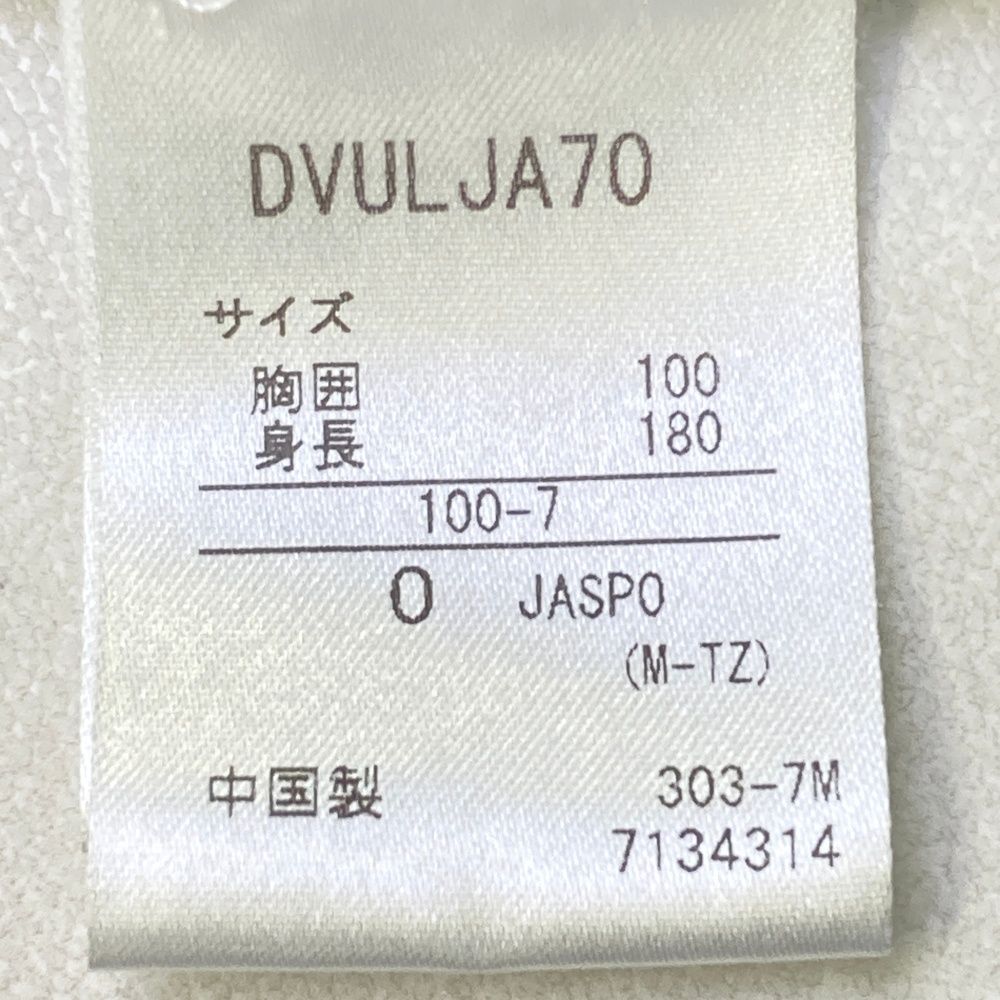 DVULJA70
サイズ
胸囲 100
身長 180
100-7
O JASPO
(M-TZ)
中国製 303-7M
7134314